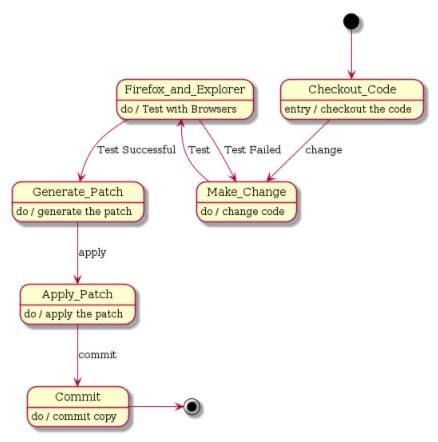 Firefox_and_Explorer
do / Test with Browsers
Checkout_Code
entry / checkout the code
Test Successful
Test
Test Failed
change
Generate_Patch
do / generate the patch
Make_Change
do / change code
apply
Apply_Patch
do / apply the patch
commit
Commit
do / commit copy